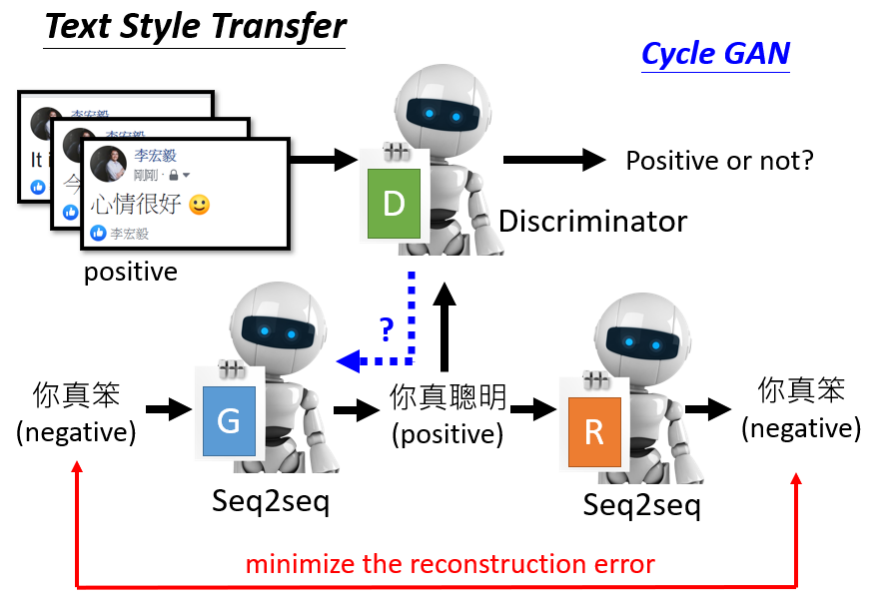 Text Style Transfer
Cycle GAN
李宏毅
It i
李宏毅
今
李宏毅
剛剛
心情很好
李宏毅
positive
D
Discriminator
Positive or not?
?
你真笨
(negative)
G
Seq2seq
你真聰明
(positive)
R
Seq2seq
你真笨
(negative)
minimize the reconstruction error